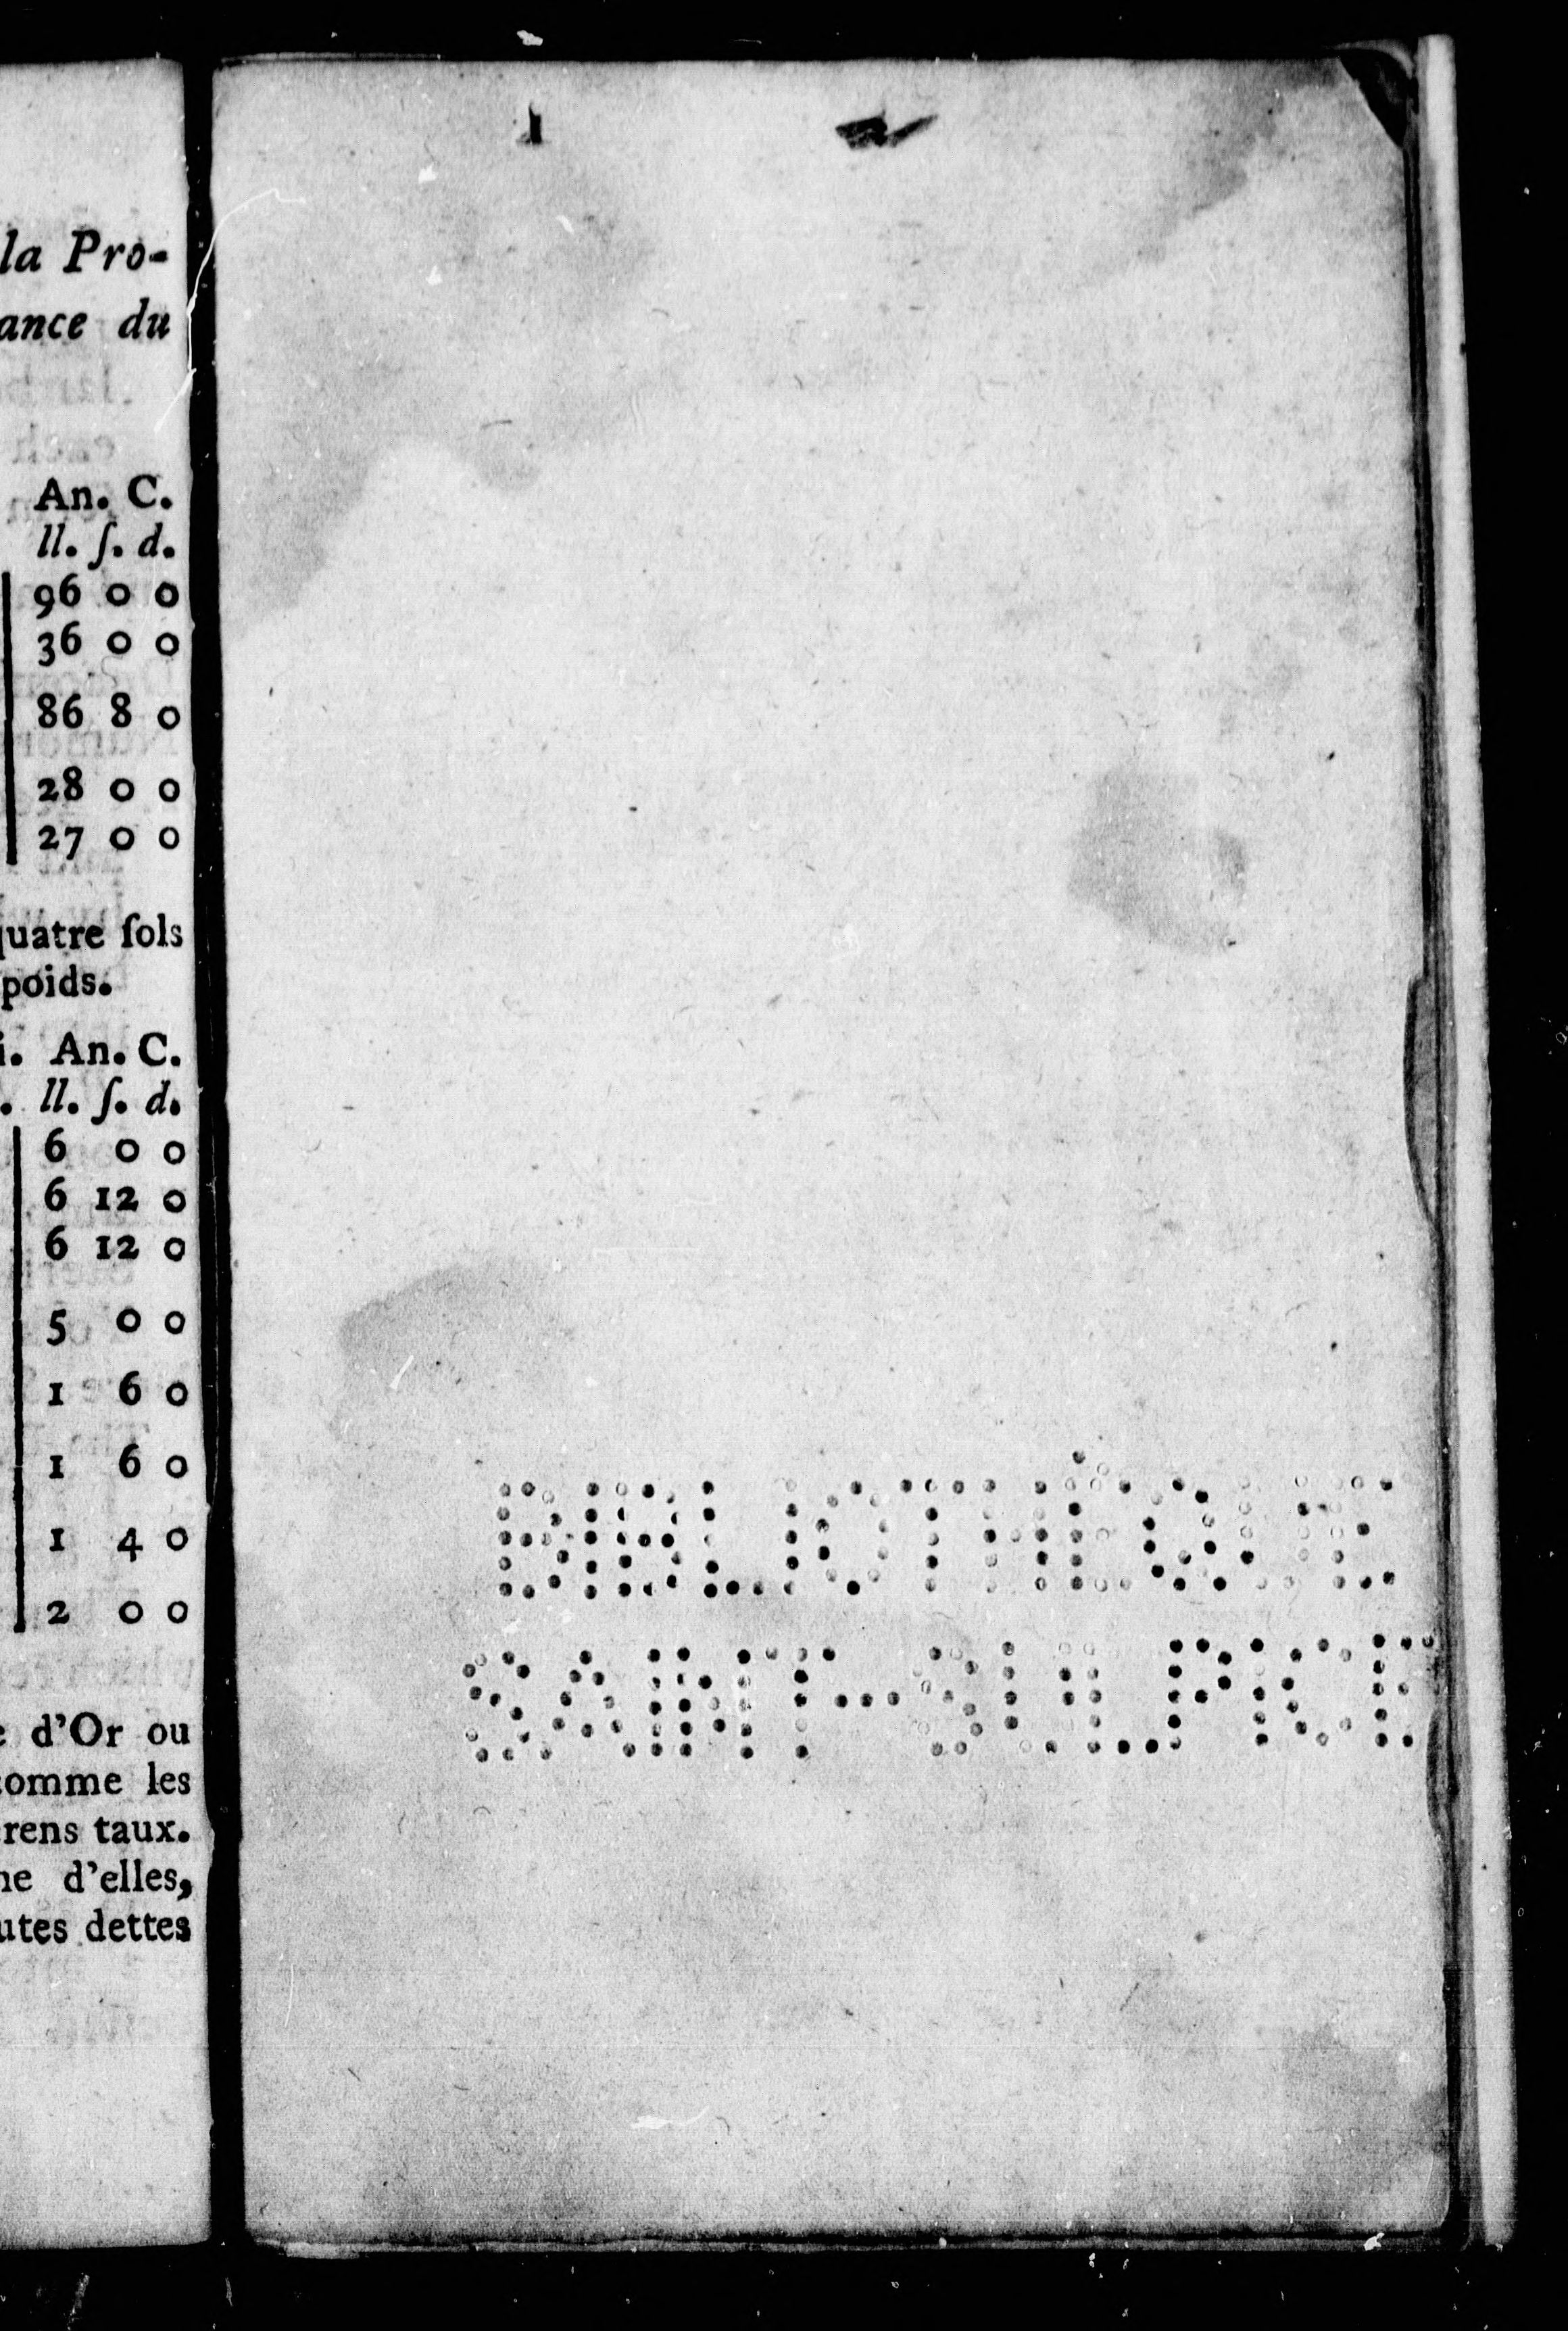 la Pro-
ance du
An. C.
ll. ſ. d.
96 0 0
36 0 0
86 8 0
28 0 0
27 0 0
quatre ſols
poids.
i. An. C.
. ll. ſ. d.
6 0 0
6 12 0
6 12 0
5 0 0
1 6 0
1 6 0
1 4 0
2 0 0
e d'Or ou
comme les
rens taux.
ne d'elles,
utes dettes
BIBLIOTHÈQUE
SAINT-SULPICE